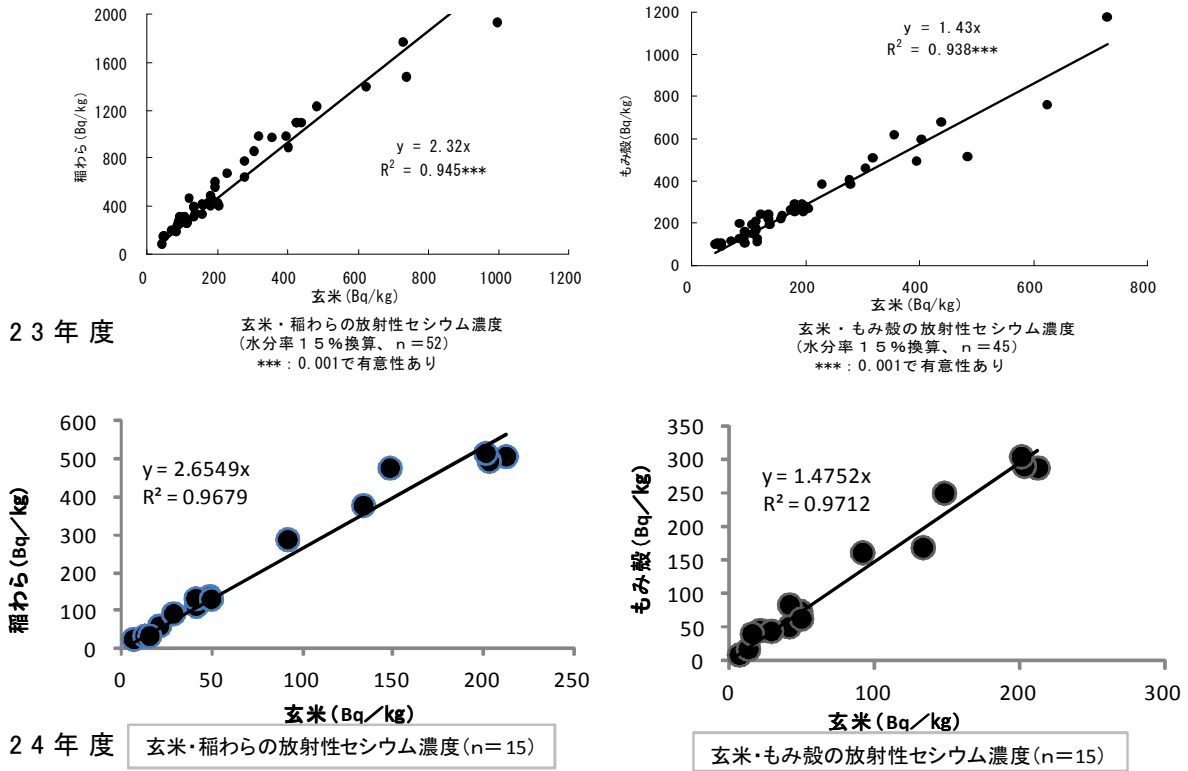 2000
1600
1200
800
400
0
稲わら(Bq/kg)
y = 2.32x
R² = 0.945***
0 200 400 600 800 1000 1200
玄米(Bq/kg)
1200
1000
800
600
400
200
0
もみ殻(Bq/kg)
y = 1.43x
R² = 0.938***
0 200 400 600 800
玄米(Bq/kg)
23年度
玄米・稲わらの放射性セシウム濃度
(水分率15%換算、n=52)
***:0.001で有意性あり
玄米・もみ殻の放射性セシウム濃度
(水分率15%換算、n=45)
***:0.001で有意性あり
600
500
400
300
200
100
0
稲わら(Bq/kg)
y = 2.6549x
R² = 0.9679
0 50 100 150 200 250
玄米(Bq/kg)
350
300
250
200
150
100
50
0
もみ殻(Bq/kg)
y = 1.4752x
R² = 0.9712
0 100 200 300
玄米(Bq/kg)
24年度
玄米・稲わらの放射性セシウム濃度(n=15)
玄米・もみ殻の放射性セシウム濃度(n=15)